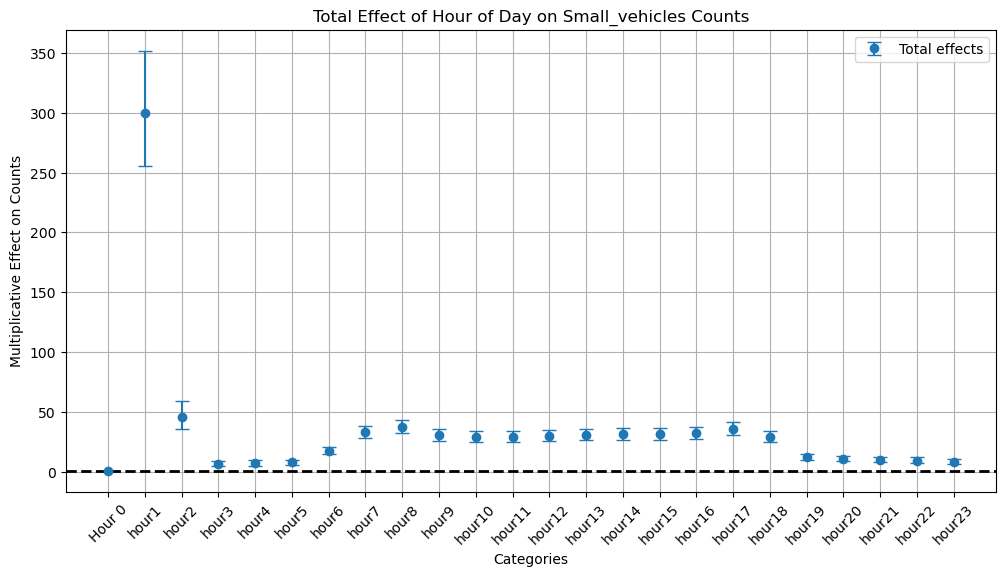 Total Effect of Hour of Day on Small_vehicles Counts
Total effects
Multiplicative Effect on Counts
350
300
250
200
150
100
50
0
Hour 0
hour1
hour2
hour3
hour4
hour5
hour6
hour7
hour8
hour9
hour10
hour11
hour12
hour13
hour14
hour15
hour16
hour17
hour18
hour19
hour20
hour21
hour22
hour23
Categories